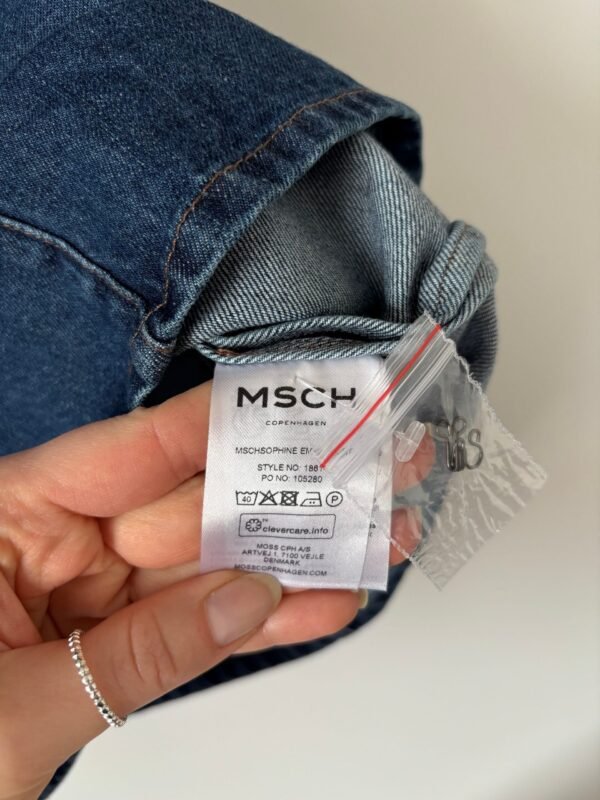 MSCH
COPENHAGEN
MSCHSOPHINE
STYLE NO: 186
PO NO: 105280
40 P
clevercare.info
MOSS CPH A/S
ARTVEJ 1, 7100 VEJLE
DENMARK
MOSSCOPENHAGEN.COM